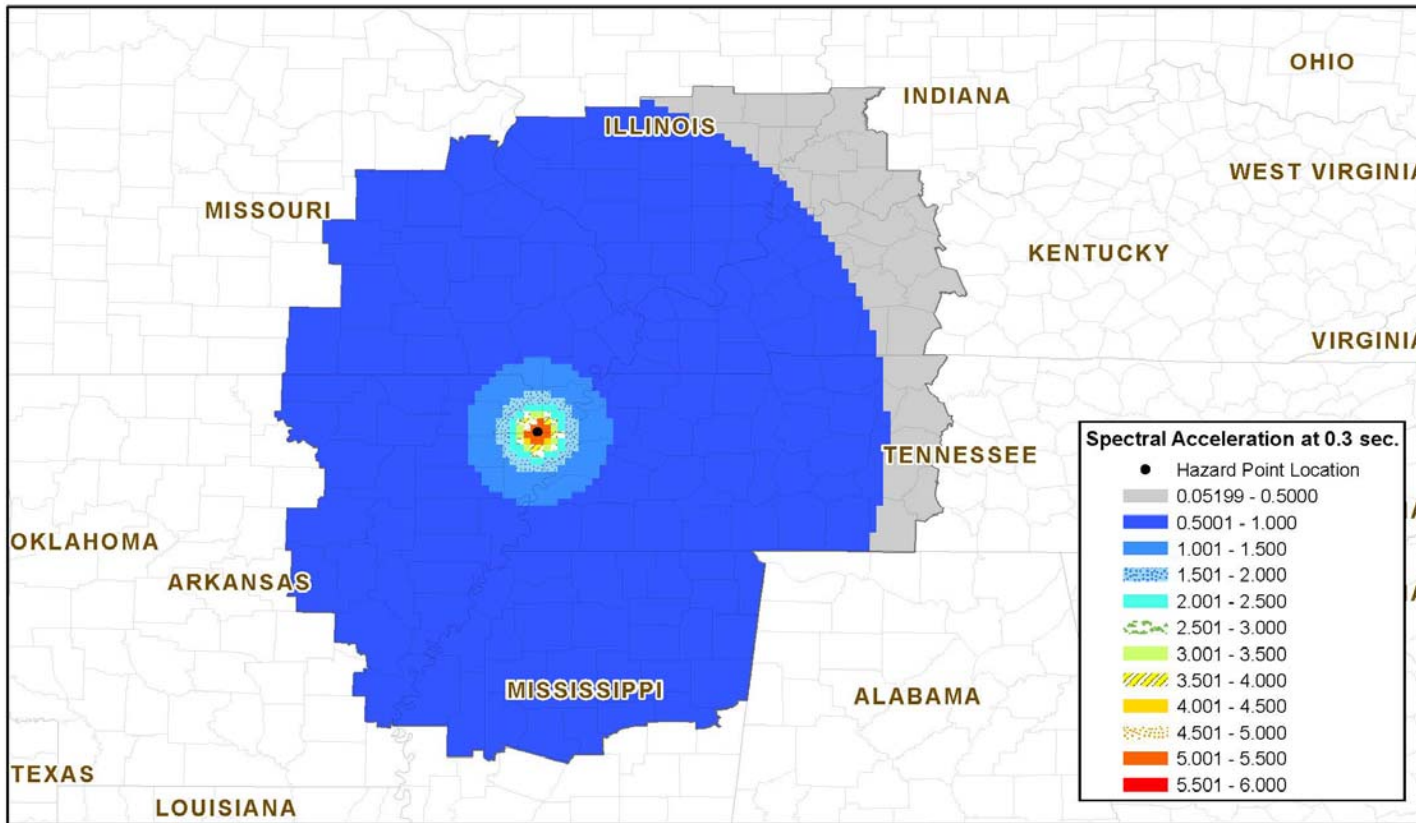 OHIO
INDIANA
ILLINOIS
WEST VIRGINIA
MISSOURI
KENTUCKY
VIRGINIA
TENNESSEE
OKLAHOMA
ARKANSAS
MISSISSIPPI
ALABAMA
TEXAS
LOUISIANA
Spectral Acceleration at 0.3 sec.
Hazard Point Location
0.05199 - 0.5000
0.5001 - 1.000
1.001 - 1.500
1.501 - 2.000
2.001 - 2.500
2.501 - 3.000
3.001 - 3.500
3.501 - 4.000
4.001 - 4.500
4.501 - 5.000
5.001 - 5.500
5.501 - 6.000